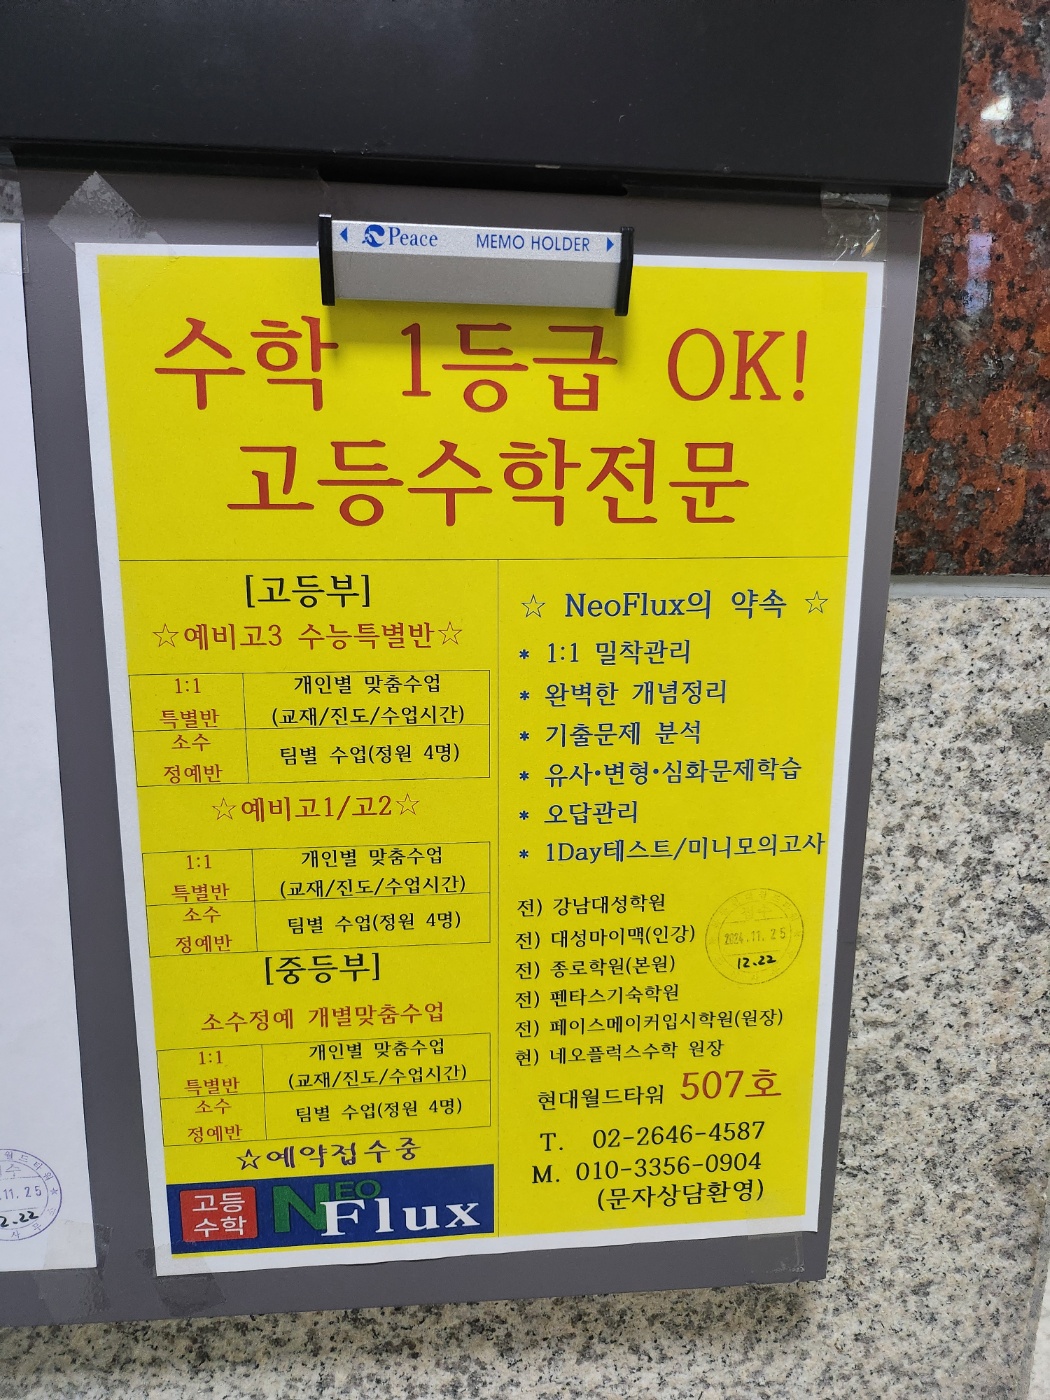 Peace MEMO HOLDER
수학 1등급 OK!
고등수학전문
[고등부]
☆예비고3 수능특별반☆
1:1
특별반
개인별 맞춤수업
(교재/진도/수업시간)
소수
정예반
팀별 수업(정원 4명)
☆예비고1/고2☆
1:1
특별반
개인별 맞춤수업
(교재/진도/수업시간)
소수
정예반
팀별 수업(정원 4명)
[중등부]
소수정예 개별맞춤수업
1:1
특별반
개인별 맞춤수업
(교재/진도/수업시간)
소수
정예반
팀별 수업(정원 4명)
☆예약접수중
고등
수학
NEO
Flux
☆ NeoFlux의 약속 ☆
* 1:1 밀착관리
* 완벽한 개념정리
* 기출문제 분석
* 유사•변형•심화문제학습
* 오답관리
* 1Day테스트/미니모의고사
전) 강남대성학원
전) 대성마이맥(인강)
전) 종로학원(본원)
전) 펜타스기숙학원
전) 페이스메이커입시학원(원장)
현) 네오플럭스수학 원장
2024.11.25
12.22
현대월드타워 507호
T. 02-2646-4587
M. 010-3356-0904
(문자상담환영)
.11.25
2.22